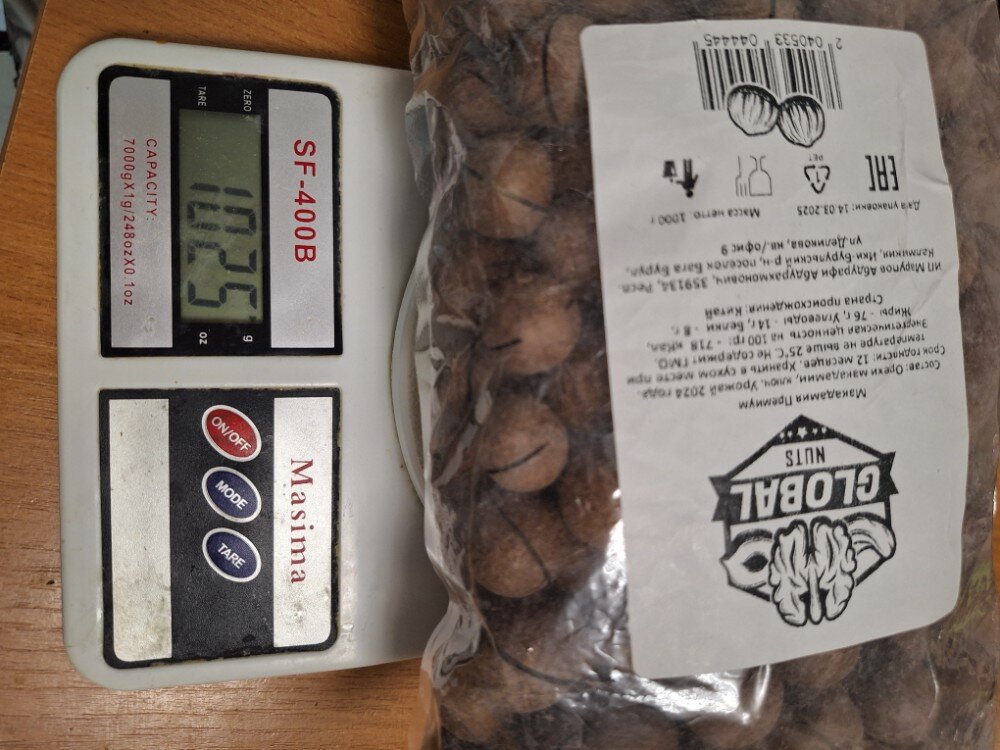 SF-400B
ZERO
TARE
1025
g
oz
CAPACITY:
7000gX1g/248ozX0.1oz
Masima
ON/OFF
MODE
TARE
GLOBAL
NUTS
Макадамия Премиум
Состав: Орехи макадамии, ключ. Урожай 2024 года.
Срок годности: 12 месяцев. Хранить в сухом месте при
температуре не выше 25°С. Не содержит ГМО.
Энергетическая ценность на 100 гр: - 718 кКал,
Жиры - 76 г, Углеводы - 14 г, Белки - 8 г.
Страна происхождения: Китай
ИП Марупов Абдурафи Абдурахмонович, 359134, Респ.
Калмыкия, Ики-Бурульский р-н, поселок Бага Бурул,
ул Деликова, кв./офис 9
Дата упаковки: 14.03.2025
Масса нетто: 1000 г
EAC
1
PET
2 040533 044445